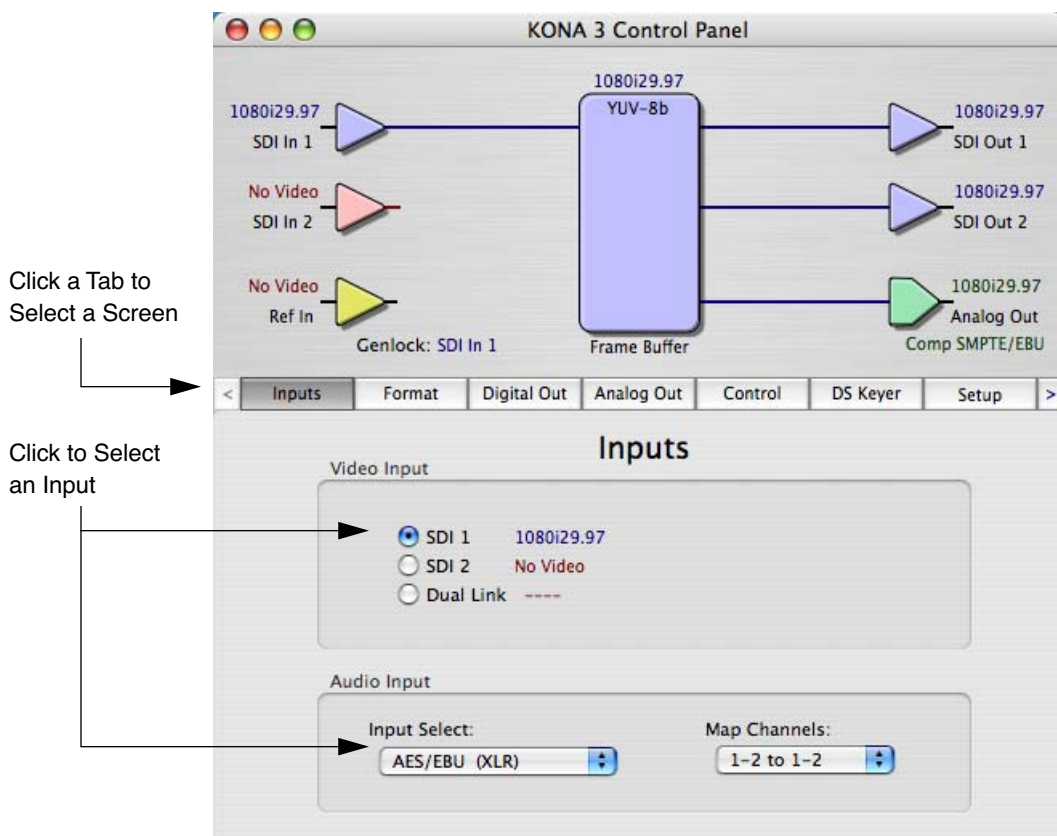 KONA 3 Control Panel
1080i29.97
YUV-8b
1080i29.97
SDI In 1
1080i29.97
SDI Out 1
No Video
SDI In 2
1080i29.97
SDI Out 2
Click a Tab to
Select a Screen
No Video
Ref In
1080i29.97
Analog Out
Genlock: SDI In 1
Frame Buffer
Comp SMPTE/EBU
< Inputs Format Digital Out Analog Out Control DS Keyer Setup >
Click to Select
an Input
Inputs
Video Input
SDI 1 1080i29.97
SDI 2 No Video
Dual Link ----
Audio Input
Input Select: Map Channels:
AES/EBU (XLR) 1-2 to 1-2